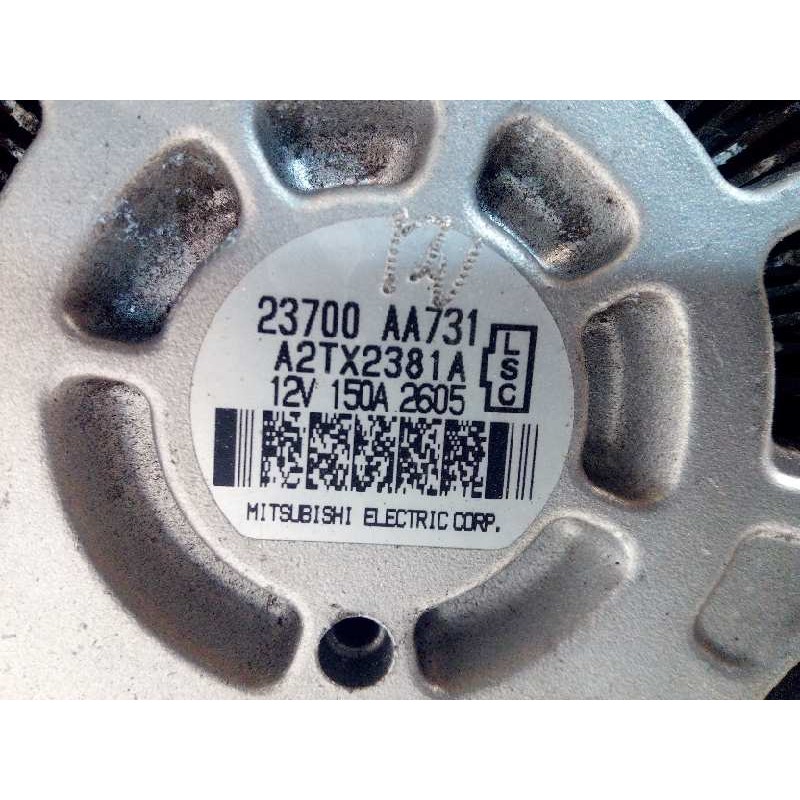 23700 AA731
A2TX2381A
12V 150A 2605
L
S
C
MITSUBISHI ELECTRIC CORP.